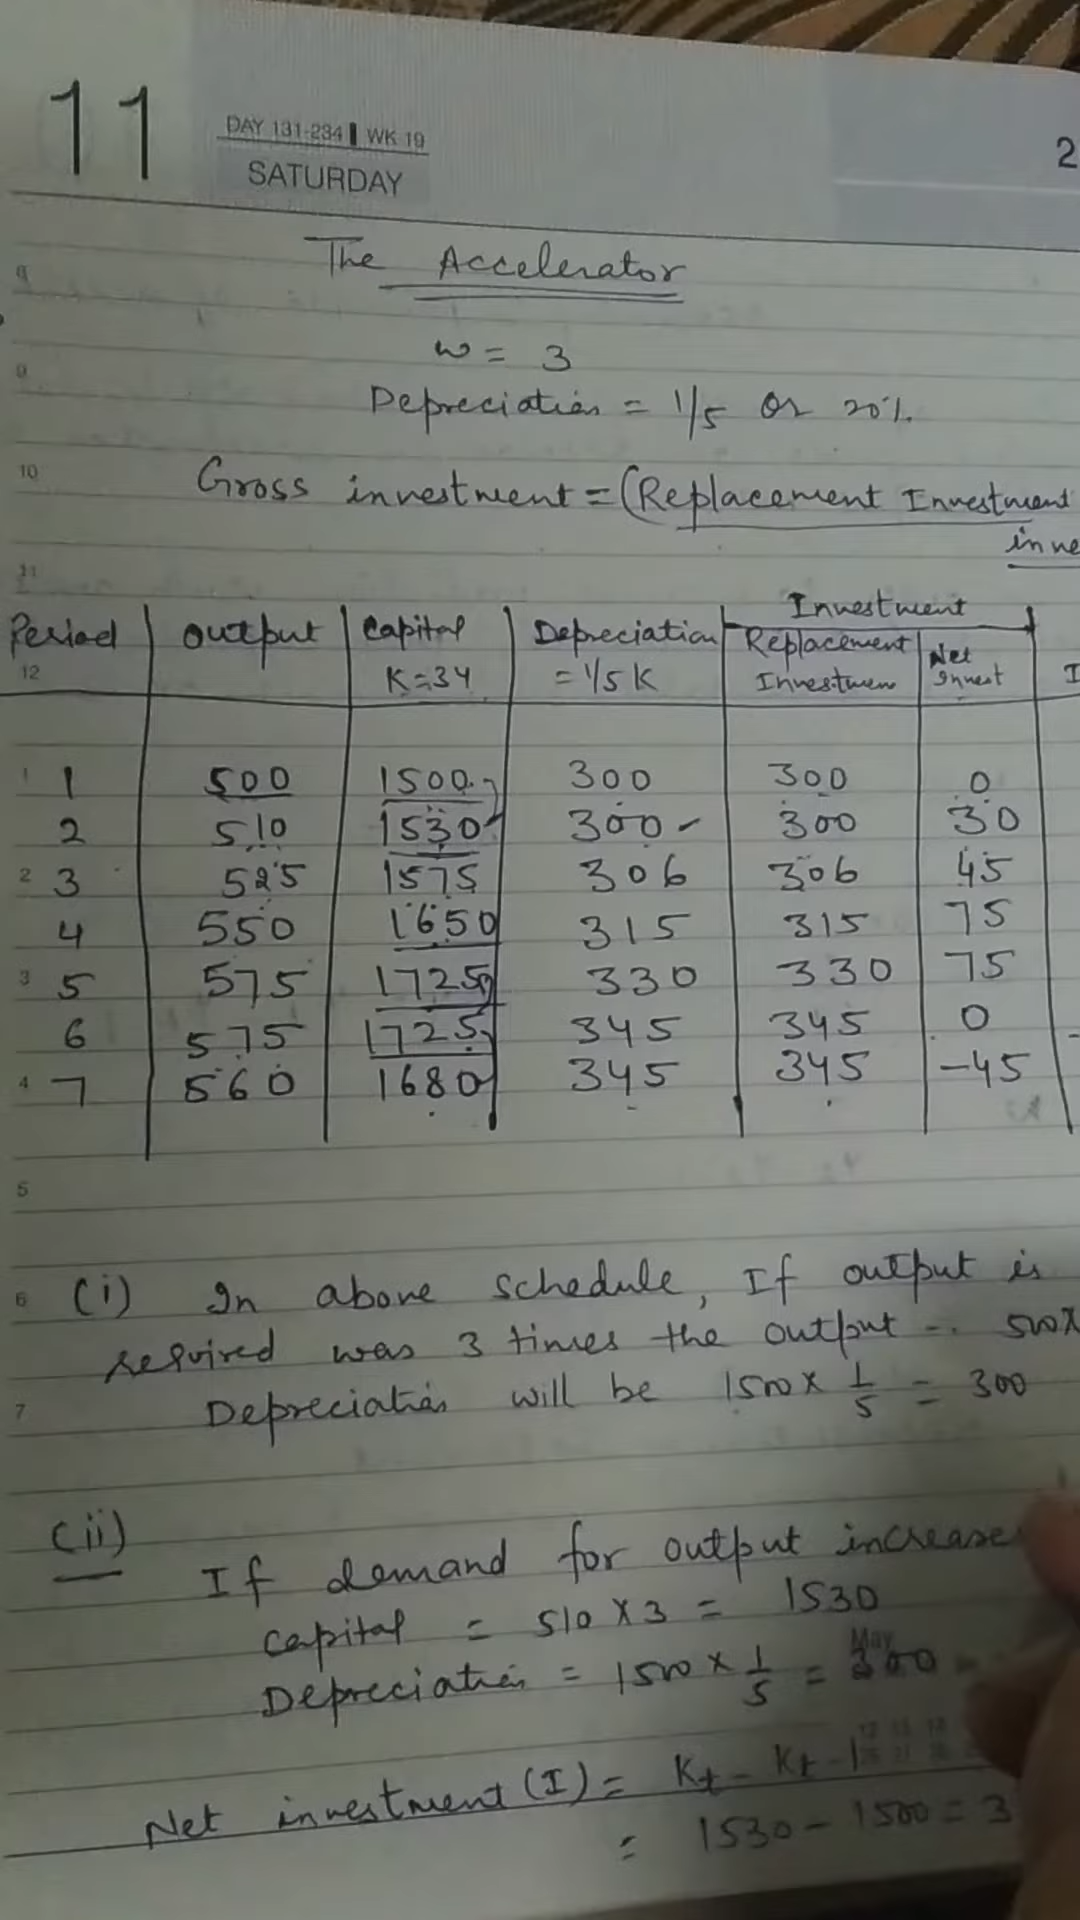 11
DAY 131-234 WK 19
SATURDAY
2
The Accelerator
w = 3
Depreciation = 1/5 or 20%
Gross investment = (Replacement Investment
inve
Investment
Period | output | Capital K=3Y | Depreciation = 1/5 K | Replacement Investmen | Net Invest | I
1 500 1500 300 300 0
2 510 1530 300 300 30
3 525 1575 306 306 45
4 550 1650 315 315 75
5 575 1725 330 330 75
6 575 1725 345 345 0
7 560 1680 345 345 -45
(i) In above schedule, If output is
required was 3 times the output 500x
Depreciation will be 1500 x 1/5 = 300
(ii)
If demand for output increase
Capital = 510 x 3 = 1530
Depreciation = 1500 x 1/5 = 300
May
Net investment (I) = Kt - Kt-1
= 1530 - 1500 = 3